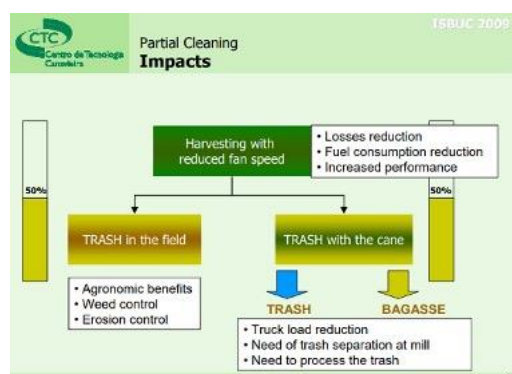 ISBUC 2009
CTC
Centro de Tecnologia
Canavieira
Partial Cleaning
Impacts
Harvesting with
reduced fan speed
• Losses reduction
• Fuel consumption reduction
• Increased performance
50%
50%
TRASH in the field
TRASH with the cane
• Agronomic benefits
• Weed control
• Erosion control
TRASH
BAGASSE
• Truck load reduction
• Need of trash separation at mill
• Need to process the trash